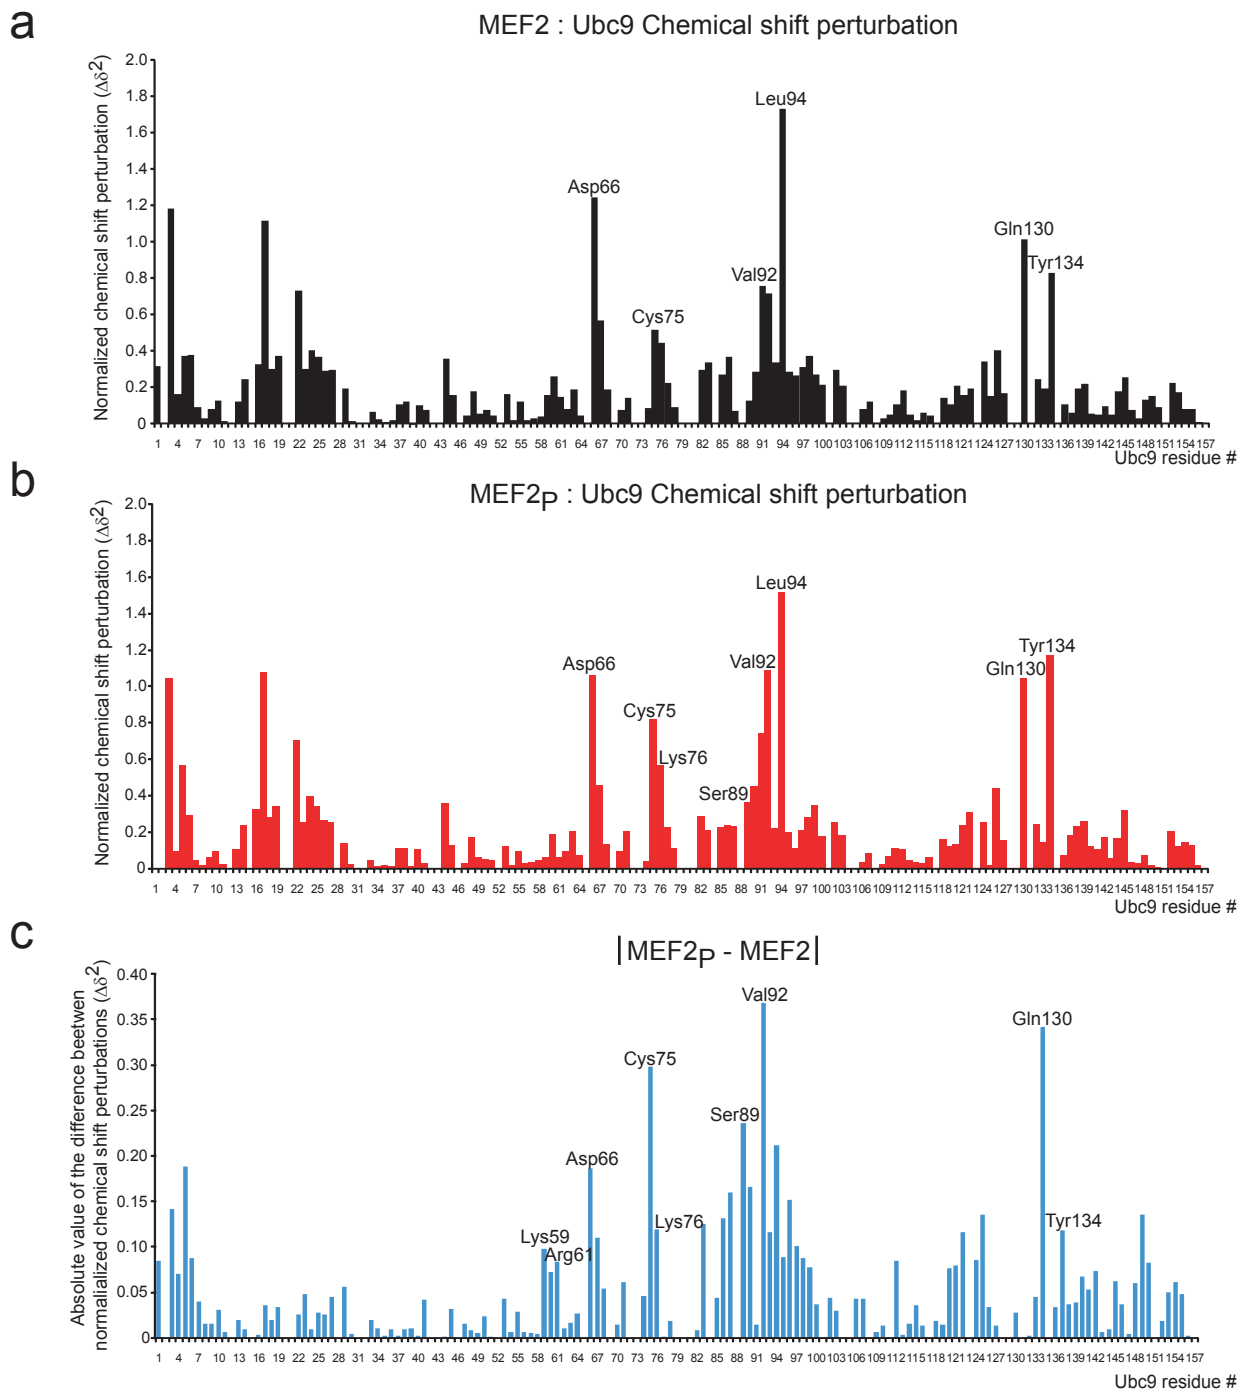 a
MEF2 : Ubc9 Chemical shift perturbation
Normalized chemical shift perturbation (Δδ2)
2.0
1.8
1.6
1.4
1.2
1.0
0.8
0.6
0.4
0.2
0
Leu94
Asp66
Gln130
Val92
Tyr134
Cys75
1 4 7 10 13 16 19 22 25 28 31 34 37 40 43 46 49 52 55 58 61 64 67 70 73 76 79 82 85 88 91 94 97 100 103 106 109 112 115 118 121 124 127 130 133 136 139 142 145 148 151 154 157
Ubc9 residue #
b
MEF2P : Ubc9 Chemical shift perturbation
Normalized chemical shift perturbation (Δδ2)
2.0
1.8
1.6
1.4
1.2
1.0
0.8
0.6
0.4
0.2
0
Leu94
Tyr134
Asp66
Val92
Gln130
Cys75
Lys76
Ser89
1 4 7 10 13 16 19 22 25 28 31 34 37 40 43 46 49 52 55 58 61 64 67 70 73 76 79 82 85 88 91 94 97 100 103 106 109 112 115 118 121 124 127 130 133 136 139 142 145 148 151 154 157
Ubc9 residue #
c
|MEF2P - MEF2|
Absolute value of the difference beetwen
normalized chemical shift perturbations (Δδ2)
0.40
0.35
0.30
0.25
0.20
0.15
0.10
0.05
0
Val92
Gln130
Cys75
Ser89
Asp66
Lys76
Tyr134
Lys59
Arg61
1 4 7 10 13 16 19 22 25 28 31 34 37 40 43 46 49 52 55 58 61 64 67 70 73 76 79 82 85 88 91 94 97 100 103 106 109 112 115 118 121 124 127 130 133 136 139 142 145 148 151 154 157
Ubc9 residue #